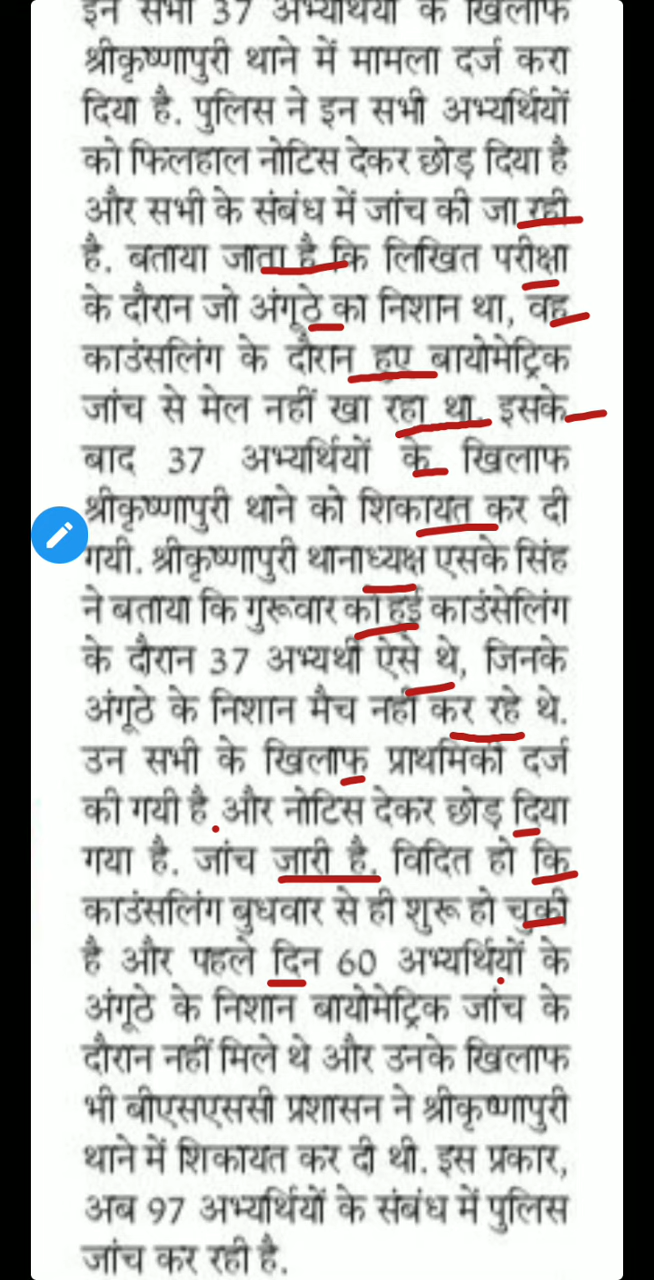 इन सभी 37 अभ्यर्थियों के खिलाफ
श्रीकृष्णापुरी थाने में मामला दर्ज करा
दिया है. पुलिस ने इन सभी अभ्यर्थियों
को फिलहाल नोटिस देकर छोड़ दिया है
और सभी के संबंध में जांच की जा रही
है. बताया जाता है कि लिखित परीक्षा
के दौरान जो अंगूठे का निशान था, वह
काउंसलिंग के दौरान हुए बायोमेट्रिक
जांच से मेल नहीं खा रहा था. इसके
बाद 37 अभ्यर्थियों के खिलाफ
श्रीकृष्णापुरी थाने को शिकायत कर दी
गयी. श्रीकृष्णापुरी थानाध्यक्ष एसके सिंह
ने बताया कि गुरूवार को हुई काउंसेलिंग
के दौरान 37 अभ्यर्थी ऐसे थे, जिनके
अंगूठे के निशान मैच नहीं कर रहे थे.
उन सभी के खिलाफ प्राथमिकी दर्ज
की गयी है और नोटिस देकर छोड़ दिया
गया है. जांच जारी है. विदित हो कि
काउंसलिंग बुधवार से ही शुरू हो चुकी
है और पहले दिन 60 अभ्यर्थियों के
अंगूठे के निशान बायोमेट्रिक जांच के
दौरान नहीं मिले थे और उनके खिलाफ
भी बीएसएससी प्रशासन ने श्रीकृष्णापुरी
थाने में शिकायत कर दी थी. इस प्रकार,
अब 97 अभ्यर्थियों के संबंध में पुलिस
जांच कर रही है.